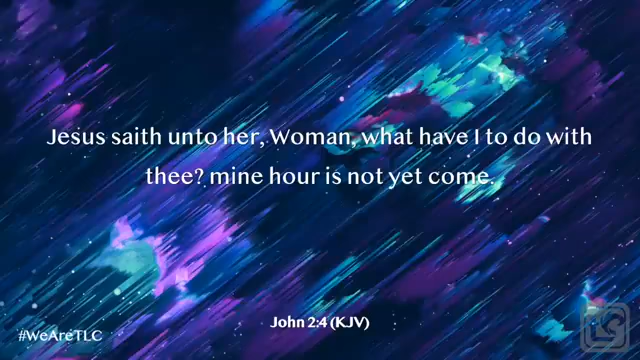 Jesus saith unto her, Woman, what have I to do with
thee? mine hour is not yet come.
John 2:4 (KJV)
#WeAreTLC